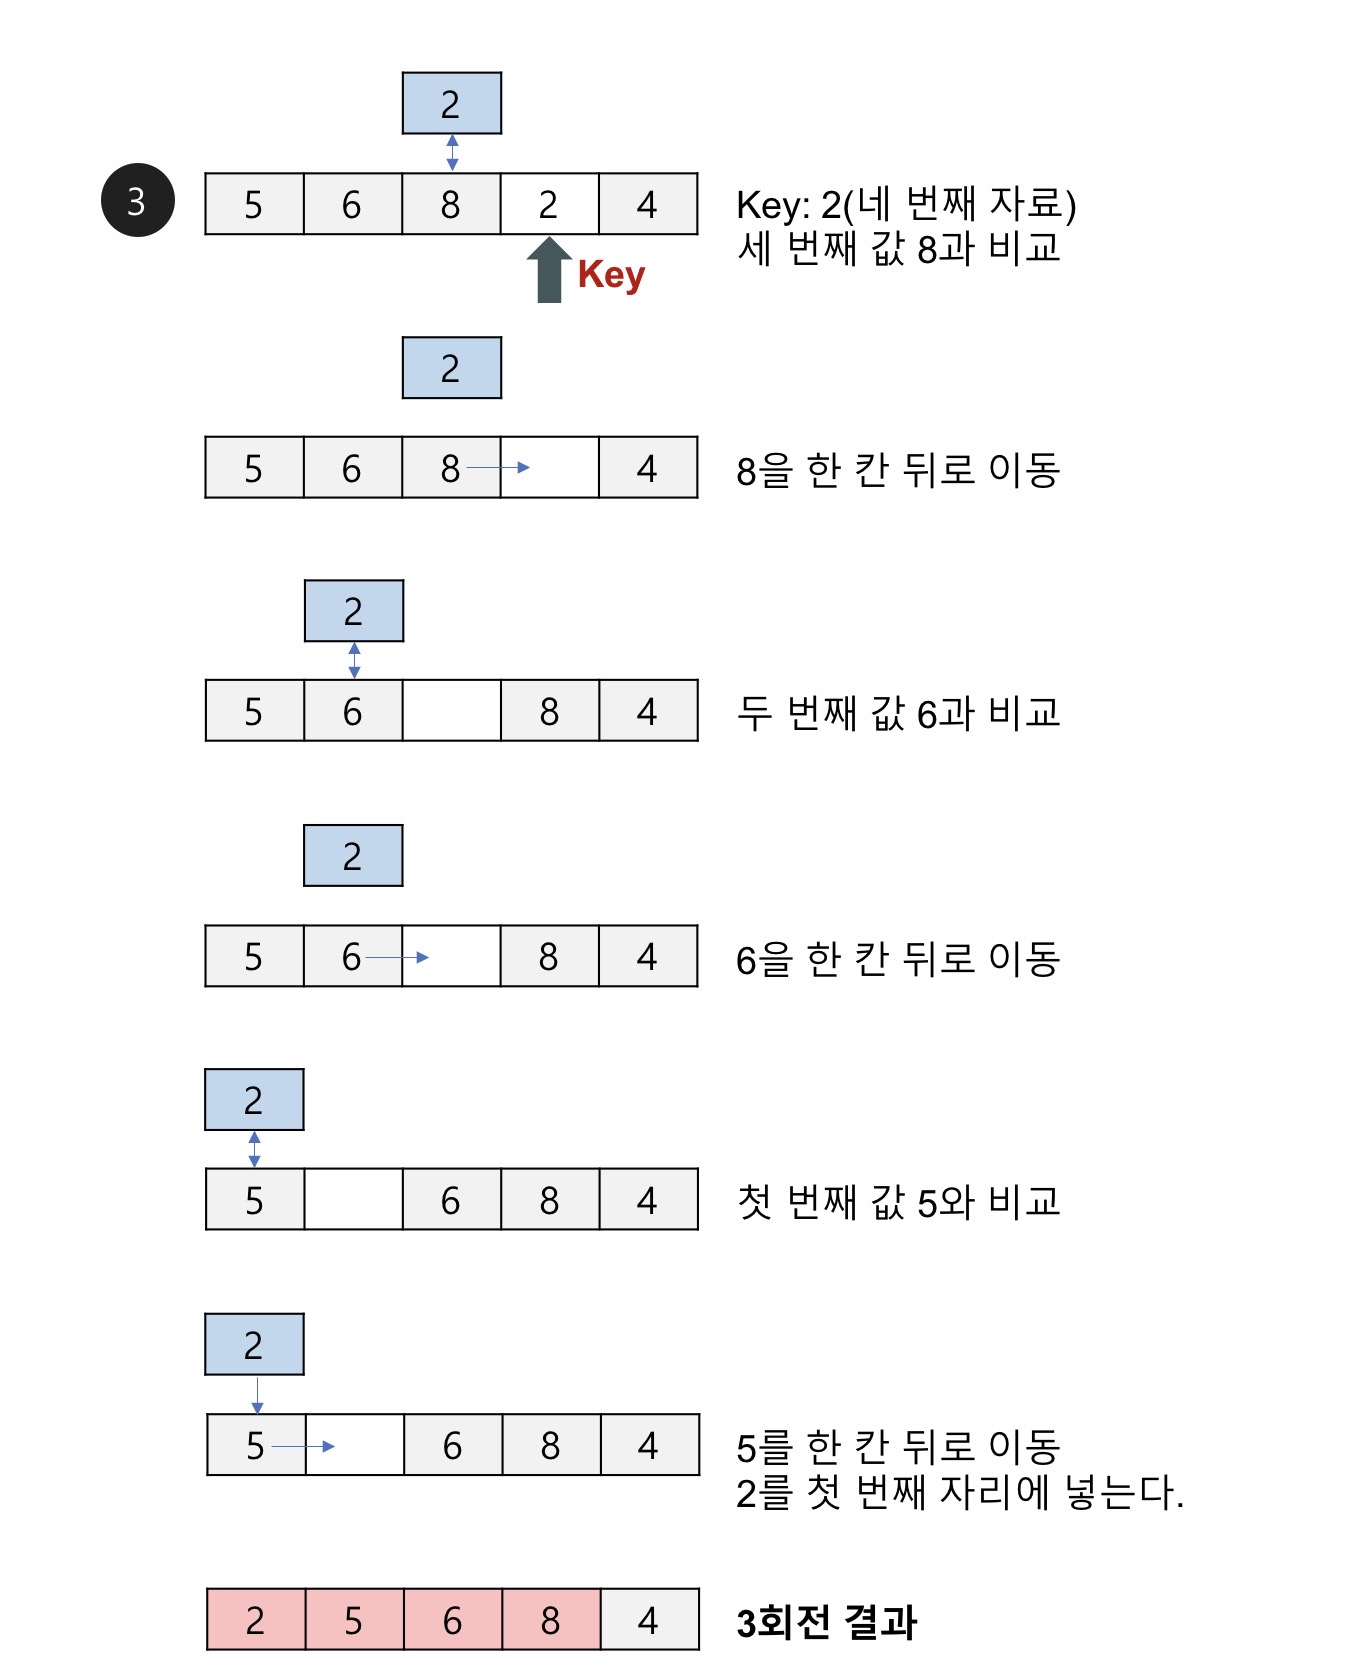 2
3
5 6 8 2 4
Key: 2(네 번째 자료)
세 번째 값 8과 비교
Key
2
5 6 8 4
8을 한 칸 뒤로 이동
2
5 6 8 4
두 번째 값 6과 비교
2
5 6 8 4
6을 한 칸 뒤로 이동
2
5 6 8 4
첫 번째 값 5와 비교
2
5 6 8 4
5를 한 칸 뒤로 이동
2를 첫 번째 자리에 넣는다.
2 5 6 8 4
3회전 결과